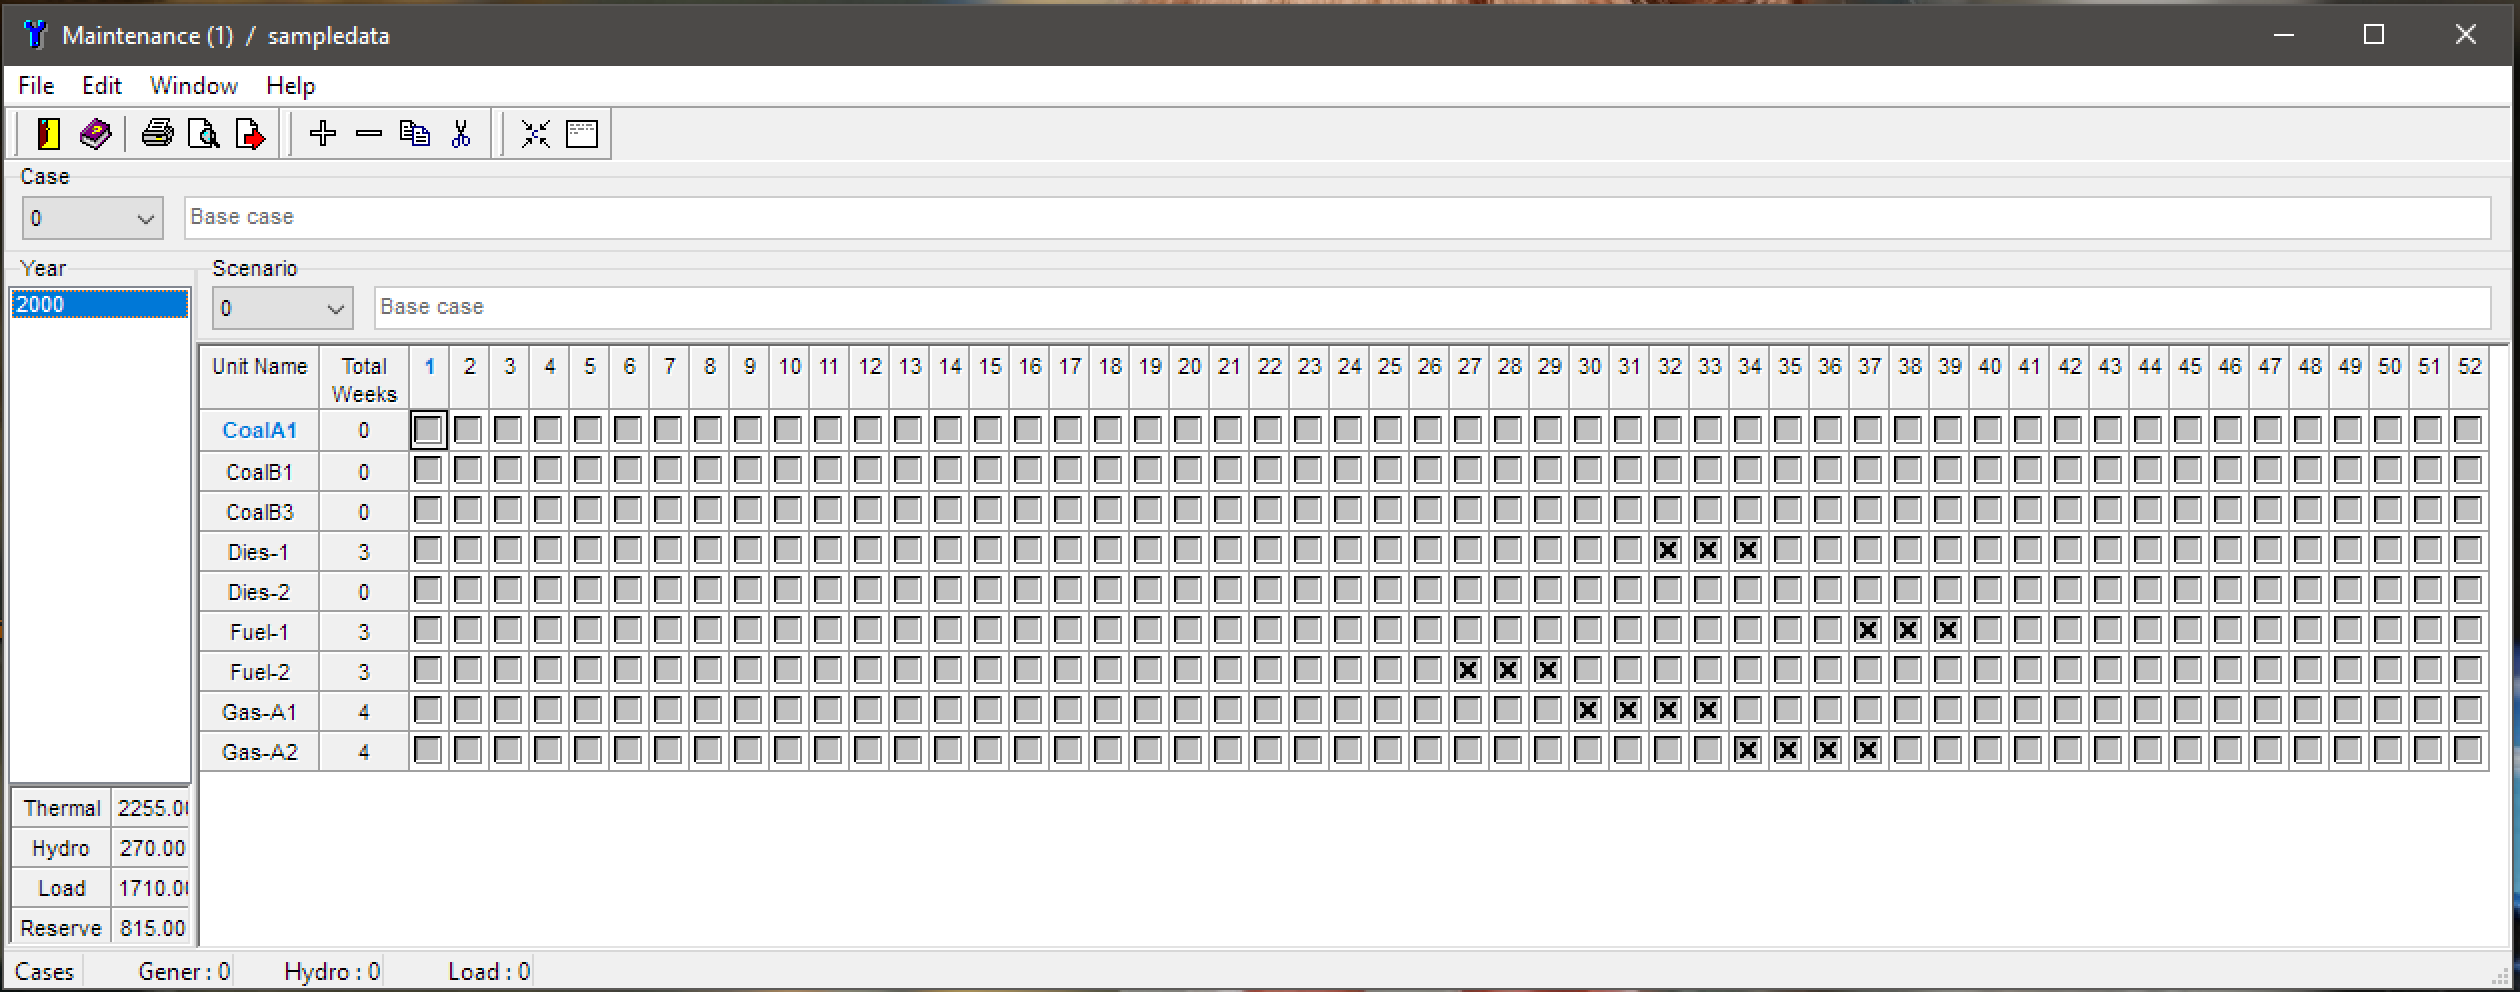 Maintenance (1) / sampledata
File Edit Window Help
Case
0 Base case
Year Scenario
2000 0 Base case
Unit Name Total Weeks 1 2 3 4 5 6 7 8 9 10 11 12 13 14 15 16 17 18 19 20 21 22 23 24 25 26 27 28 29 30 31 32 33 34 35 36 37 38 39 40 41 42 43 44 45 46 47 48 49 50 51 52
CoalA1 0
CoalB1 0
CoalB3 0
Dies-1 3
Dies-2 0
Fuel-1 3
Fuel-2 3
Gas-A1 4
Gas-A2 4
Thermal 2255.00
Hydro 270.00
Load 1710.00
Reserve 815.00
Cases Gener : 0 Hydro : 0 Load : 0